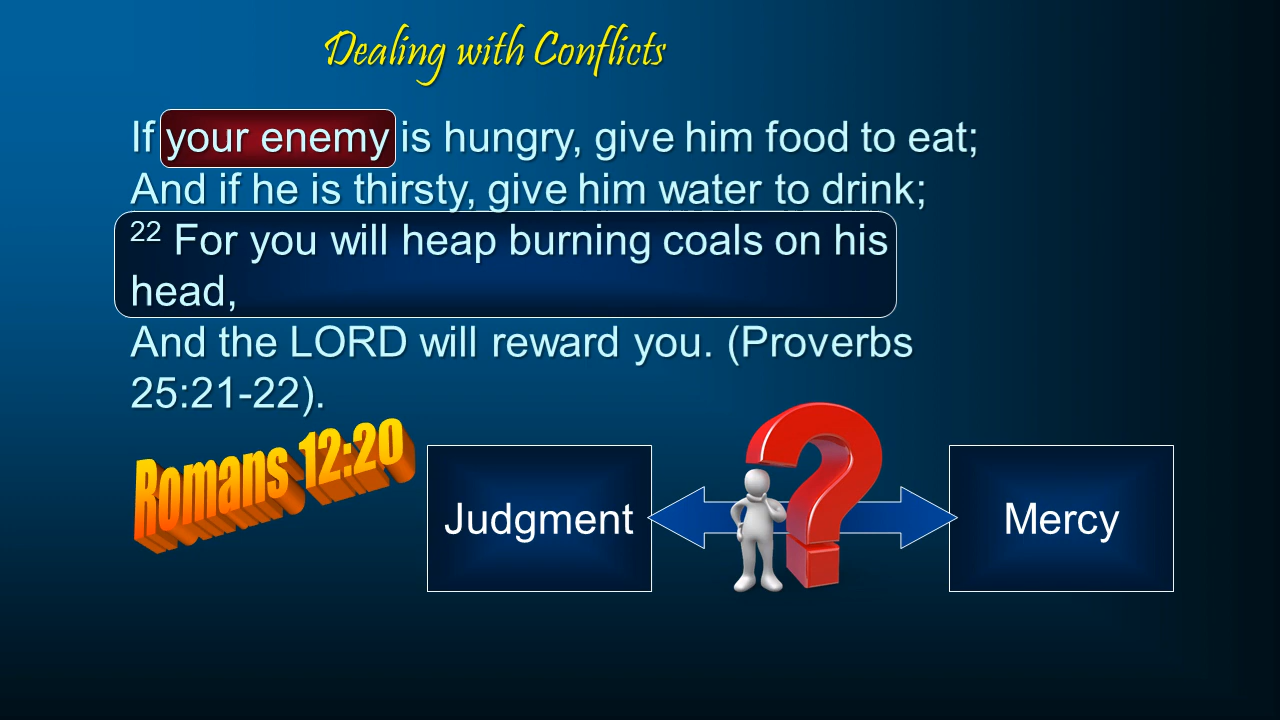 Dealing with Conflicts
If your enemy is hungry, give him food to eat;
And if he is thirsty, give him water to drink;
22 For you will heap burning coals on his
head,
And the LORD will reward you. (Proverbs
25:21-22).
Romans 12:20
Judgment
?
Mercy